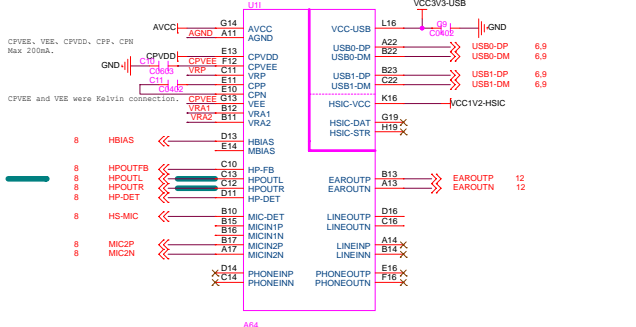 U1I
VCC3V3-USB
AVCC
G14
AVCC
VCC-USB
L16
C9
C0402
GND
AGND
A11
AGND
CPVEE、VEE、CPVDD、CPP、CPN
Max 200mA.
A22
USB0-DP
USB0-DP
6,9
B22
USB0-DM
USB0-DM
6,9
CPVDD
E13
CPVDD
GND
C10
C0603
CPVEE
F12
CPVEE
VRP
C11
VRP
B23
USB1-DP
USB1-DP
6,9
C22
USB1-DM
USB1-DM
6,9
C11
C0402
E11
CPP
E10
CPN
CPVEE and VEE were Kelvin connection.
CPVEE
G13
VEE
HSIC-VCC
K16
VCC1V2-HSIC
VRA1
B12
VRA1
VRA2
B11
VRA2
HSIC-DAT
G19
HSIC-STR
H19
8
HBIAS
D13
HBIAS
E14
MBIAS
8
HPOUTFB
C10
HP-FB
8
HPOUTL
C13
HPOUTL
EAROUTP
B13
EAROUTP
12
8
HPOUTR
C12
HPOUTR
EAROUTN
A13
EAROUTN
12
8
HP-DET
D11
HP-DET
8
HS-MIC
B10
MIC-DET
LINEOUTP
D16
B15
MICIN1P
LINEOUTN
C16
B16
MICIN1N
8
MIC2P
B17
MICIN2P
LINEINP
A14
8
MIC2N
A17
MICIN2N
LINEINN
B14
D14
PHONEINP
PHONEOUTP
E16
C14
PHONEINN
PHONEOUTN
F16
A64